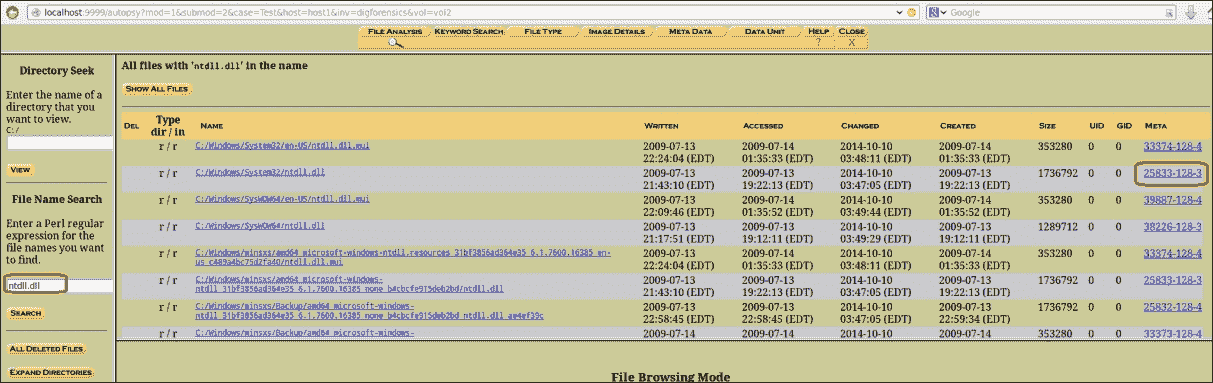 localhost:9999/autopsy?mod=1&submod=2&case=Test&host=host1&inv=digforensics&vol=vol2
Google
FILE ANALYSIS KEYWORD SEARCH FILE TYPE IMAGE DETAILS META DATA DATA UNIT HELP CLOSE
? X
Directory Seek
Enter the name of a
directory that you
want to view.
C:/
VIEW
File Name Search
Enter a Perl regular
expression for the
file names you want
to find.
ntdll.dll
SEARCH
ALL DELETED FILES
EXPAND DIRECTORIES
All files with 'ntdll.dll' in the name
SHOW ALL FILES
DEL Type NAME WRITTEN ACCESSED CHANGED CREATED SIZE UID GID META
dir / in
r / r C:/Windows/System32/en-US/ntdll.dll.mui 2009-07-13 2009-07-14 2014-10-10 2009-07-14 353280 0 0 33374-128-4
22:24:04 (EDT) 01:35:33 (EDT) 03:48:11 (EDT) 01:35:33 (EDT)
r / r C:/Windows/System32/ntdll.dll 2009-07-13 2009-07-13 2014-10-10 2009-07-13 1736792 0 0 25833-128-3
21:43:10 (EDT) 19:22:13 (EDT) 03:47:05 (EDT) 19:22:13 (EDT)
r / r C:/Windows/SysWOW64/en-US/ntdll.dll.mui 2009-07-13 2009-07-14 2014-10-10 2009-07-14 353280 0 0 39887-128-4
22:09:46 (EDT) 01:35:52 (EDT) 03:49:44 (EDT) 01:35:52 (EDT)
r / r C:/Windows/SysWOW64/ntdll.dll 2009-07-13 2009-07-13 2014-10-10 2009-07-13 1289712 0 0 38226-128-3
21:17:51 (EDT) 19:12:11 (EDT) 03:49:29 (EDT) 19:12:11 (EDT)
r / r C:/Windows/winsxs/amd64_microsoft-windows-ntdll.resources_31bf3856ad364e35_6.1.7600.16385_en- 2009-07-13 2009-07-14 2014-10-10 2009-07-14 353280 0 0 33374-128-4
22:24:04 (EDT) 01:35:33 (EDT) 03:48:11 (EDT) 01:35:33 (EDT)
r / r C:/Windows/winsxs/amd64_microsoft-windows- 2009-07-13 2009-07-13 2014-10-10 2009-07-13 1736792 0 0 25833-128-3
ntdll_31bf3856ad364e35_6.1.7600.16385_none_b4cbcfe915deb2bd/ntdll.dll 21:43:10 (EDT) 19:22:13 (EDT) 03:47:05 (EDT) 19:22:13 (EDT)
r / r C:/Windows/winsxs/Backup/amd64_microsoft-windows- 2009-07-13 2009-07-13 2014-10-10 2009-07-13 1736792 0 0 25832-128-4
22:58:45 (EDT) 22:58:45 (EDT) 03:47:05 (EDT) 22:59:34 (EDT)
r / r C:/Windows/winsxs/Backup/amd64_microsoft-windows- 2009-07-14 2009-07-14 2014-10-10 2009-07-14 353280 0 0 33373-128-4
File Browsing Mode